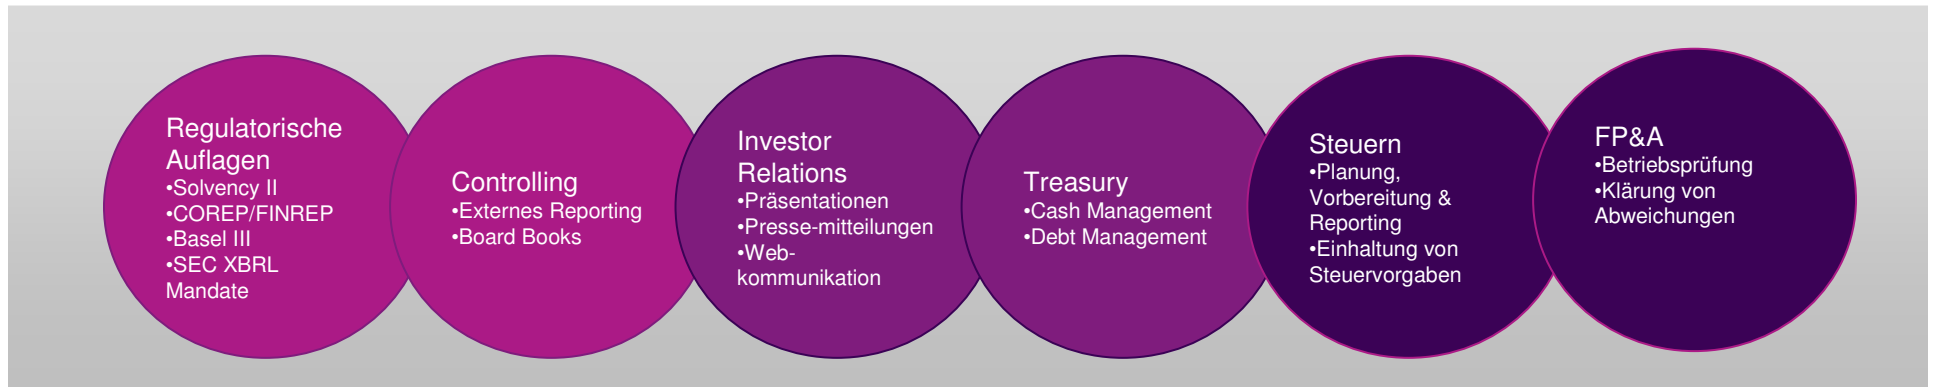 Regulatorische
Auflagen
•Solvency II
•COREP/FINREP
•Basel III
•SEC XBRL
Mandate
Controlling
•Externes Reporting
•Board Books
Investor
Relations
•Präsentationen
•Presse-mitteilungen
•Web-
kommunikation
Treasury
•Cash Management
•Debt Management
Steuern
•Planung,
Vorbereitung &
Reporting
•Einhaltung von
Steuervorgaben
FP&A
•Betriebsprüfung
•Klärung von
Abweichungen